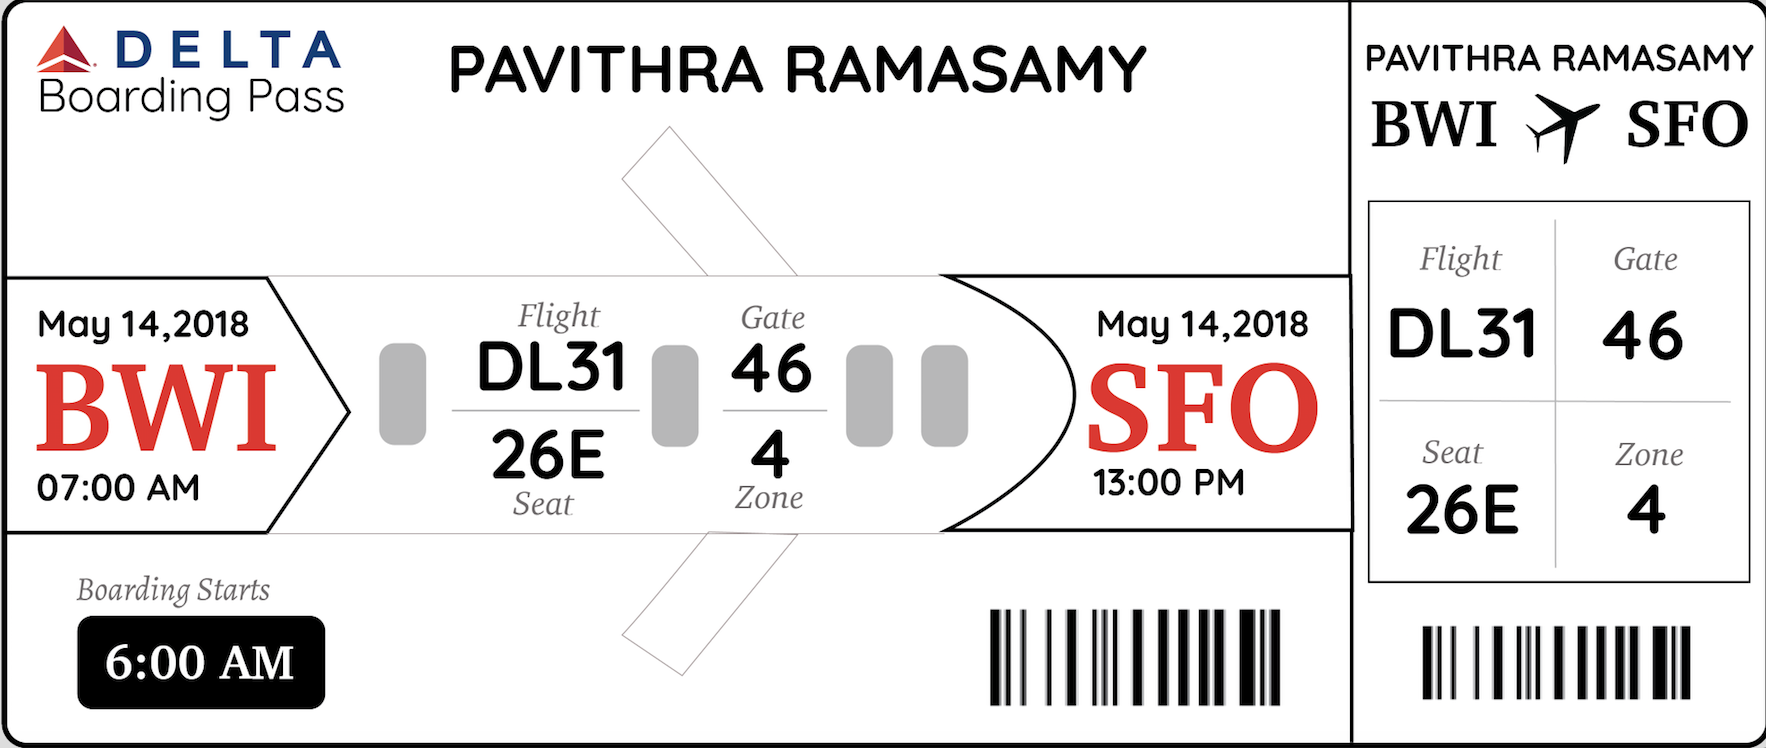 DELTA
Boarding Pass
PAVITHRA RAMASAMY
May 14,2018
BWI
07:00 AM
Flight
DL31
26E
Seat
Gate
46
4
Zone
May 14,2018
SFO
13:00 PM
Boarding Starts
6:00 AM
PAVITHRA RAMASAMY
BWI SFO
Flight Gate
DL31 46
Seat Zone
26E 4